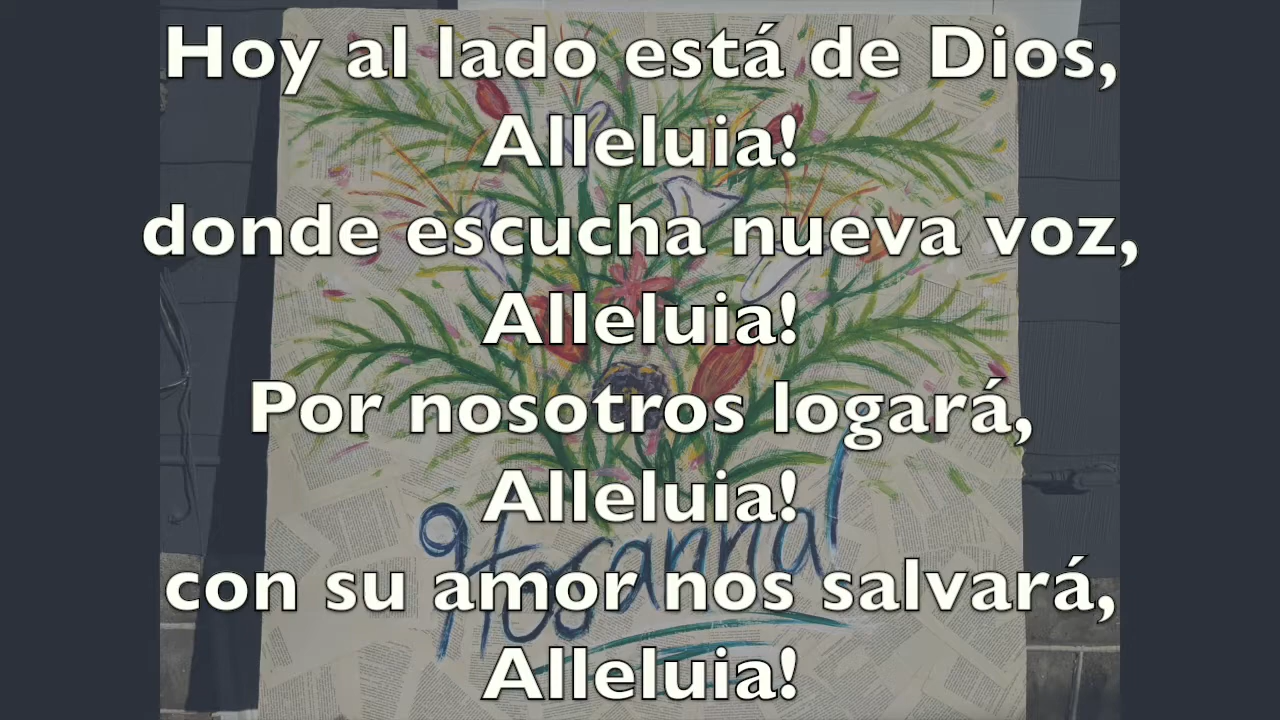 Hoy al lado está de Dios,
Alleluia!
donde escucha nueva voz,
Alleluia!
Por nosotros logará,
Alleluia!
con su amor nos salvará,
Alleluia!
Hosanna!